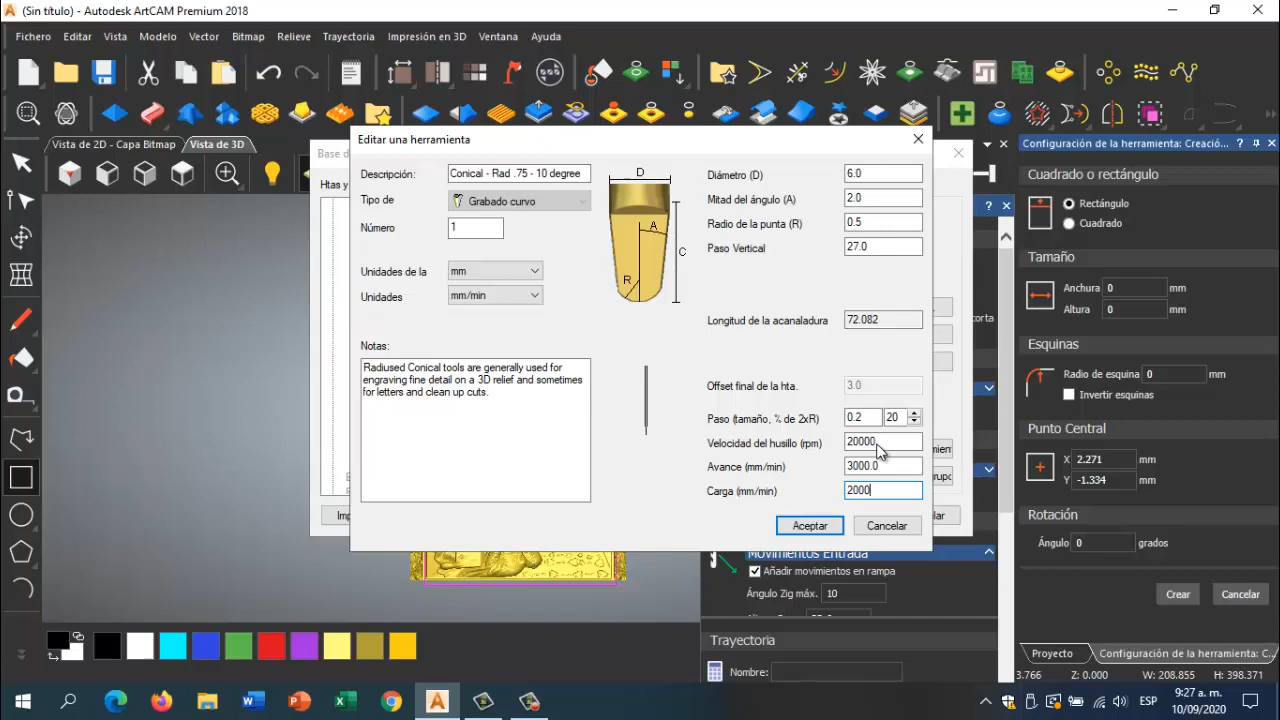 (Sin título) - Autodesk ArtCAM Premium 2018
Fichero Editar Vista Modelo Vector Bitmap Relieve Trayectoria Impresión en 3D Ventana Ayuda
Vista de 2D - Capa Bitmap
Vista de 3D
Base d
Htas y
Imp
Editar una herramienta
Descripción:
Conical - Rad .75 - 10 degree
Tipo de
Grabado curvo
Número
1
Unidades de la
mm
Unidades
mm/min
Notas:
Radiused Conical tools are generally used for
engraving fine detail on a 3D relief and sometimes
for letters and clean up cuts.
D
A
C
R
Diámetro (D)
6.0
Mitad del ángulo (A)
2.0
Radio de la punta (R)
0.5
Paso Vertical
27.0
Longitud de la acanaladura
72.082
Offset final de la hta.
3.0
Paso (tamaño, % de 2xR)
0.2
20
Velocidad del husillo (rpm)
20000
Avance (mm/min)
3000.0
Carga (mm/min)
2000
Aceptar
Cancelar
corta
mient
grupo
lar
Movimientos Entrada
Añadir movimientos en rampa
Ángulo Zig máx.
10
Trayectoria
Nombre:
Configuración de la herramienta: Creació...
Cuadrado o rectángulo
Rectángulo
Cuadrado
Tamaño
Anchura 0 mm
Altura 0 mm
Esquinas
Radio de esquina 0 mm
Invertir esquinas
Punto Central
X 2.271 mm
Y -1.334 mm
Rotación
Ángulo 0 grados
Crear
Cancelar
Proyecto
Configuración de la herramienta: C...
3.766 Z: 0.000 W: 208.855 H: 398.371
ESP
9:27 a. m.
10/09/2020